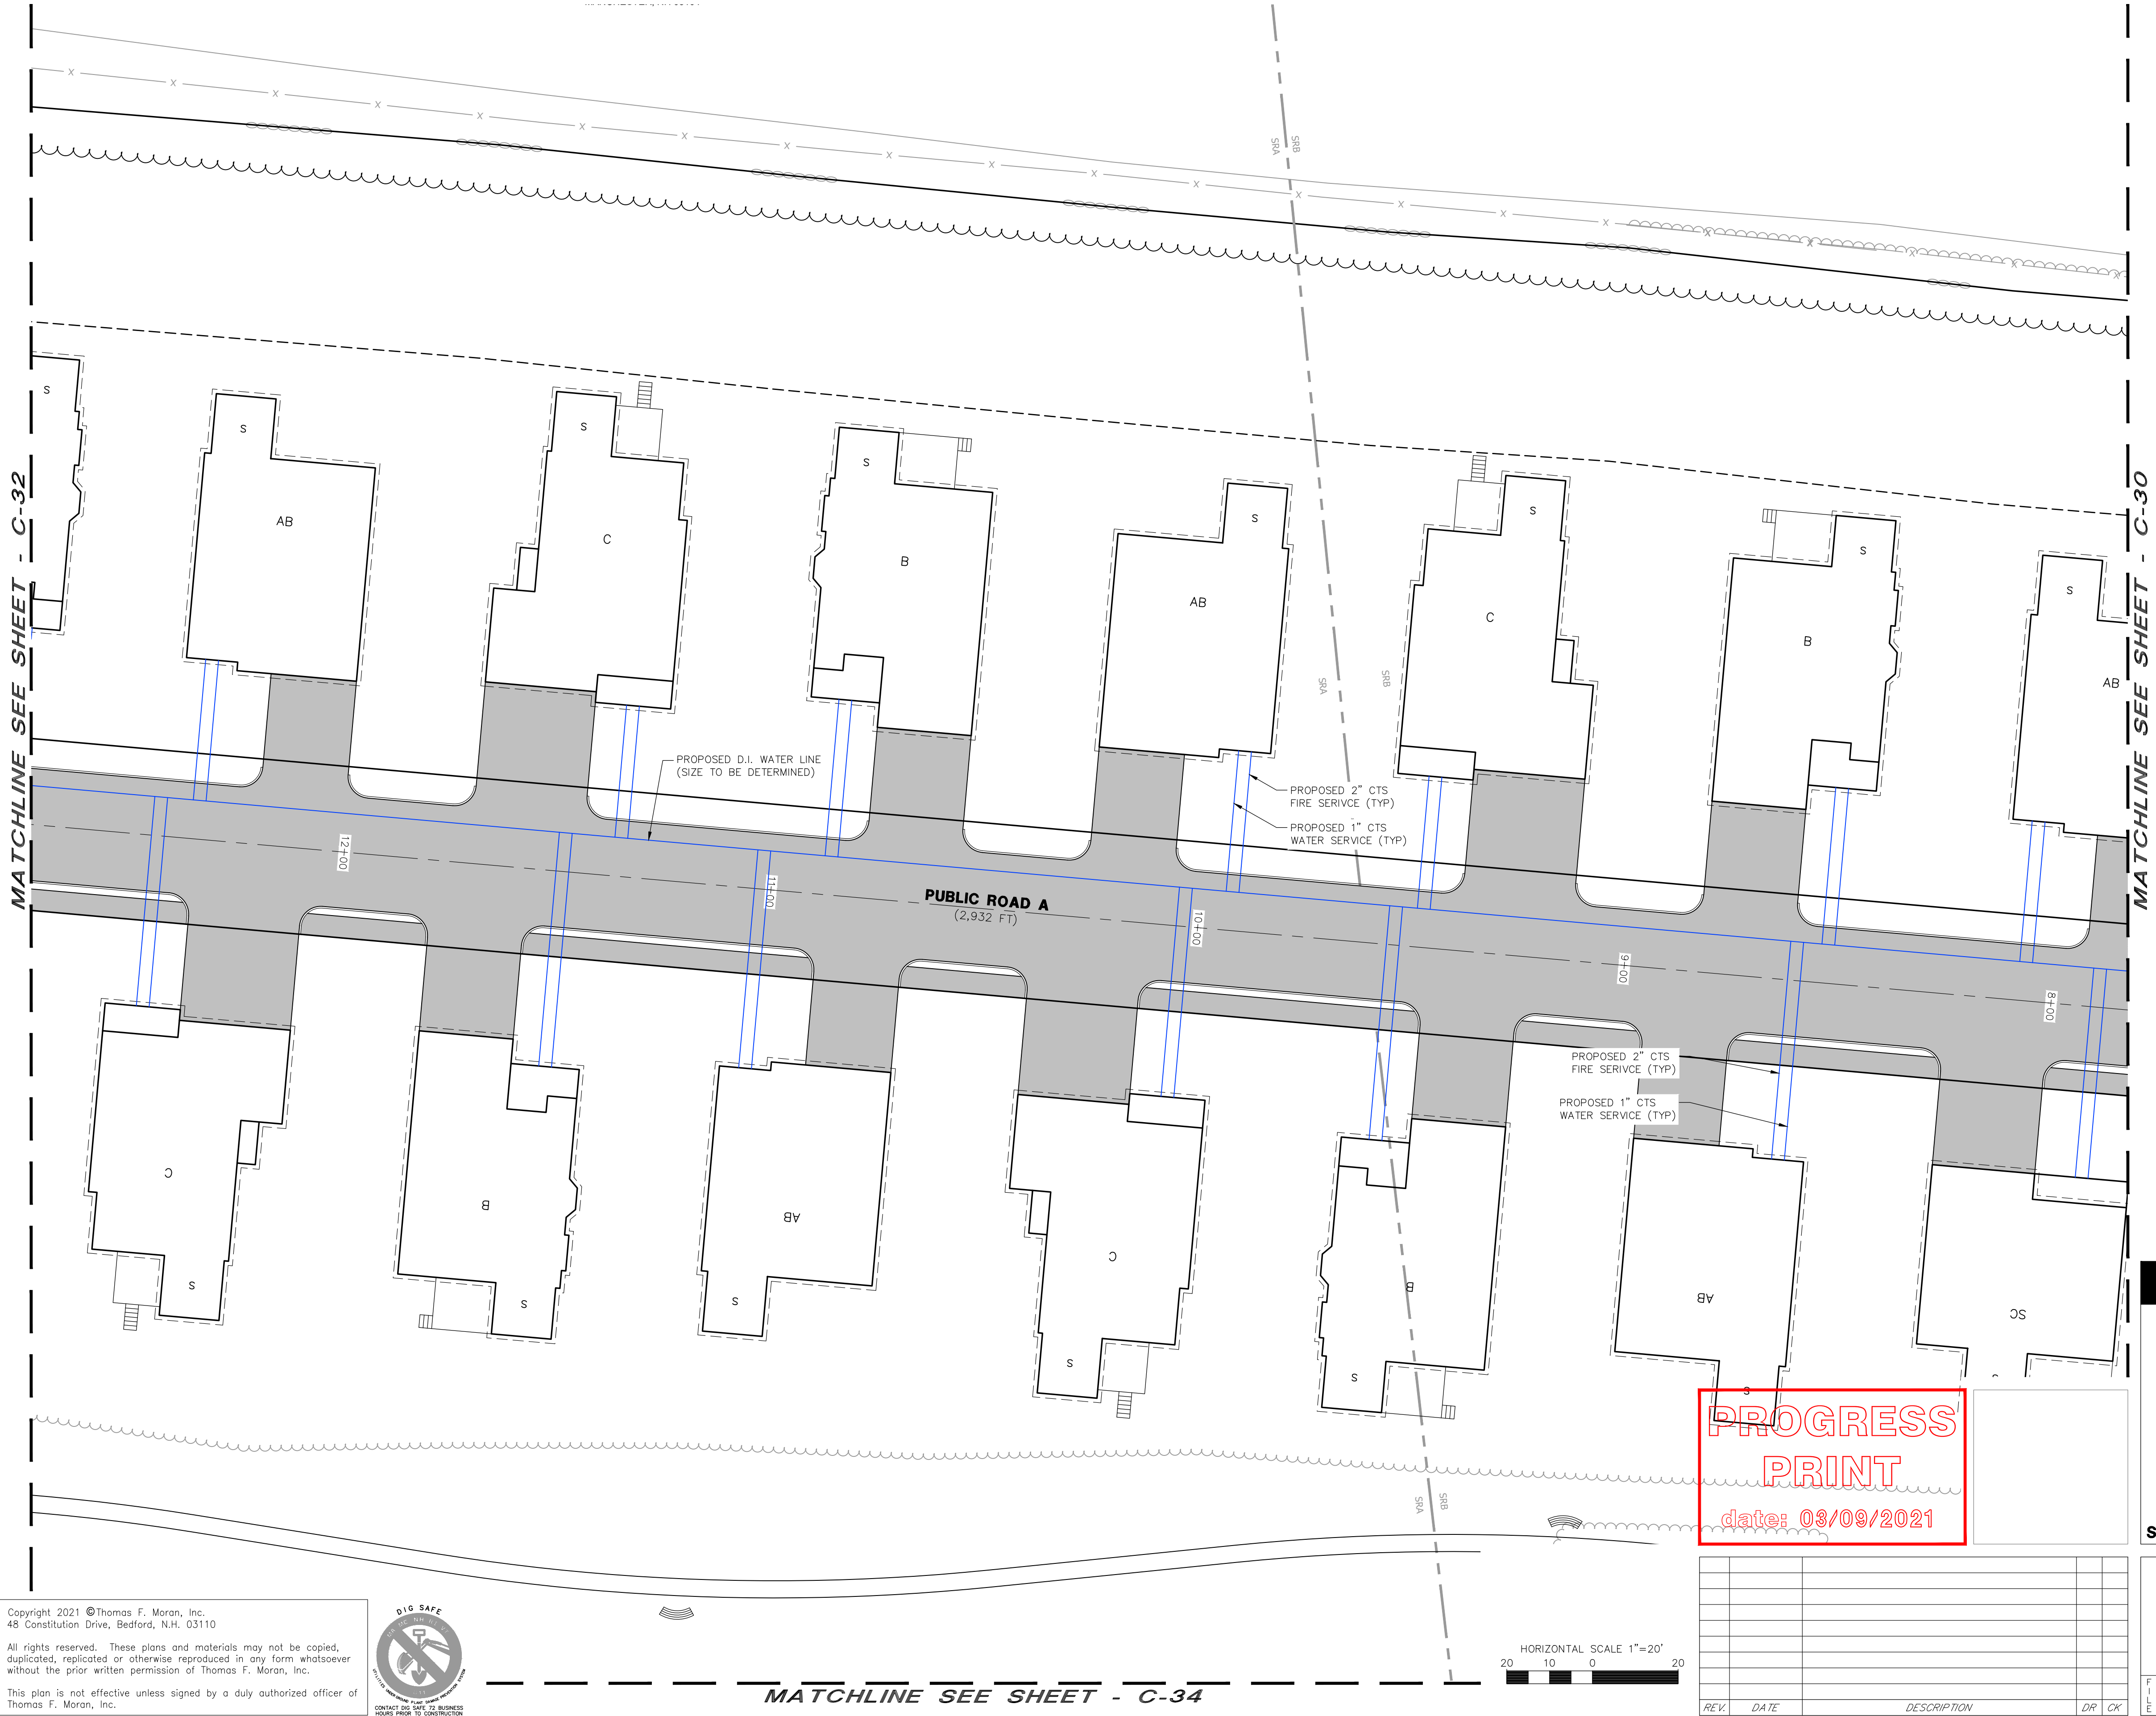 SRA
SRB
MATCHLINE SEE SHEET - C-32
MATCHLINE SEE SHEET - C-30
S
S
S
S
S
S
S
S
AB
C
B
AB
C
B
AB
SRA
SRB
PROPOSED D.I. WATER LINE
(SIZE TO BE DETERMINED)
PROPOSED 2" CTS
FIRE SERIVCE (TYP)
PROPOSED 1" CTS
WATER SERVICE (TYP)
12+00
11+00
PUBLIC ROAD A
(2,932 FT)
10+00
9+00
8+00
PROPOSED 2" CTS
FIRE SERIVCE (TYP)
PROPOSED 1" CTS
WATER SERVICE (TYP)
C
B
AB
C
B
AB
SC
S
S
S
S
S
S
PROGRESS
PRINT
date: 03/09/2021
SRA
SRB
Copyright 2021 © Thomas F. Moran, Inc.
48 Constitution Drive, Bedford, N.H. 03110
All rights reserved. These plans and materials may not be copied,
duplicated, replicated or otherwise reproduced in any form whatsoever
without the prior written permission of Thomas F. Moran, Inc.
This plan is not effective unless signed by a duly authorized officer of
Thomas F. Moran, Inc.
DIG SAFE
UTILITIES UNDERGROUND PLANT DAMAGE PREVENTION SYSTEM
CONTACT DIG SAFE 72 BUSINESS
HOURS PRIOR TO CONSTRUCTION
MATCHLINE SEE SHEET - C-34
HORIZONTAL SCALE 1"=20'
20 10 0 20
REV. DATE DESCRIPTION DR CK
FILE